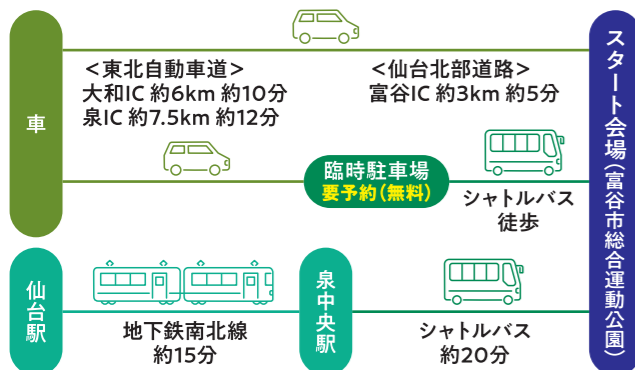 車
＜東北自動車道＞
大和IC 約6km 約10分
泉IC 約7.5km 約12分
＜仙台北部道路＞
富谷IC 約3km 約5分
臨時駐車場
要予約（無料）
シャトルバス
徒歩
仙台駅
地下鉄南北線
約15分
泉中央駅
シャトルバス
約20分
スタート会場（富谷市総合運動公園）